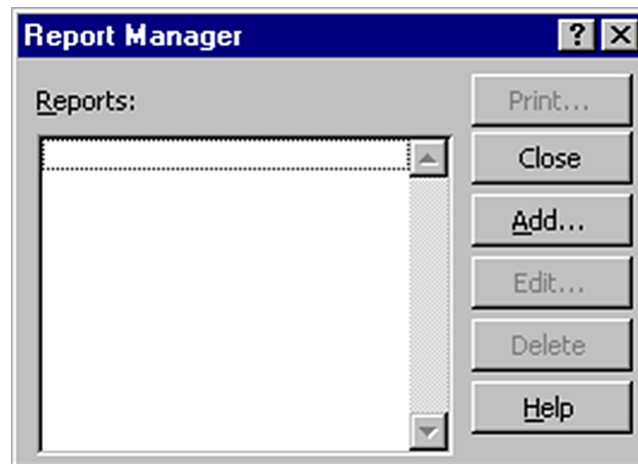 Report Manager
Reports:
Print...
Close
Add...
Edit...
Delete
Help